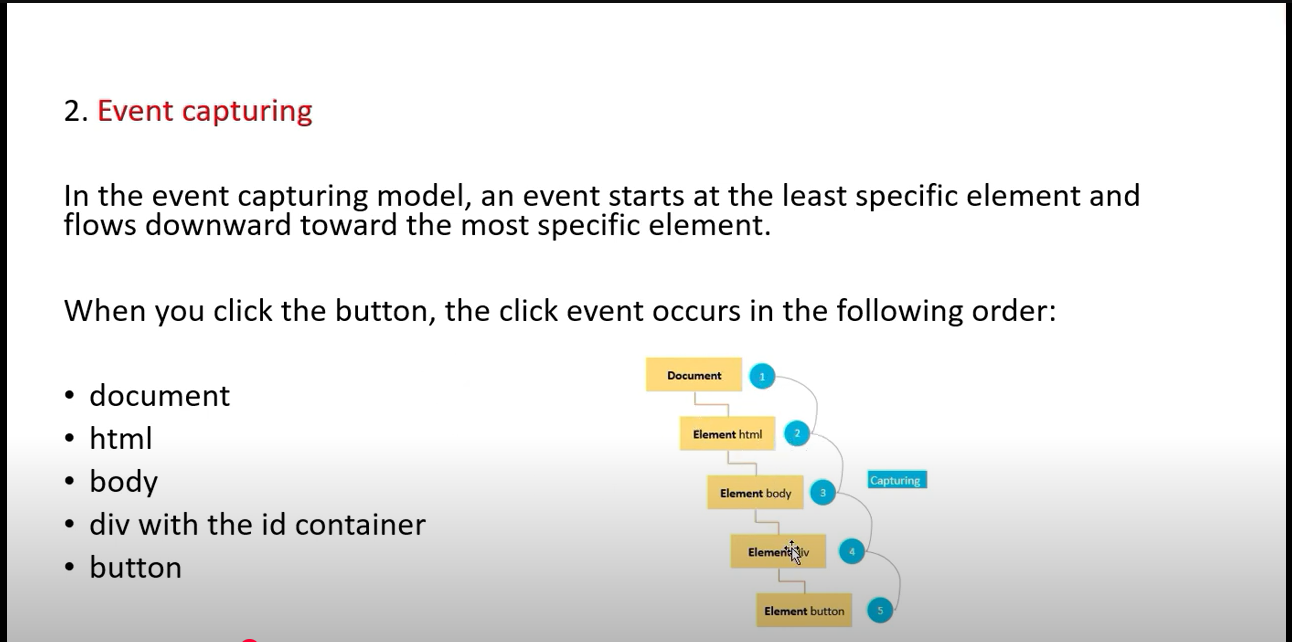 2. Event capturing
In the event capturing model, an event starts at the least specific element and
flows downward toward the most specific element.
When you click the button, the click event occurs in the following order:
• document
• html
• body
• div with the id container
• button
Document 1
Element html 2
Element body 3
Capturing
Element div 4
Element button 5